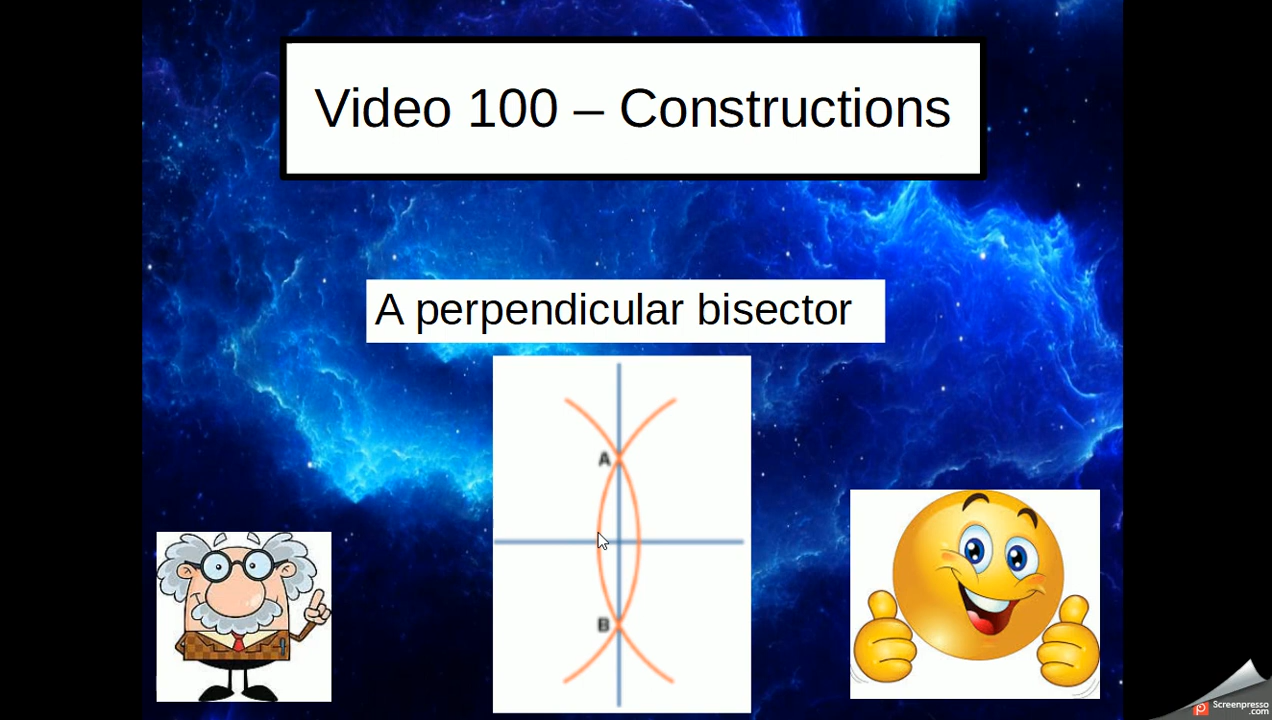 Video 100 – Constructions
A perpendicular bisector
A
B
Screenpresso
.com